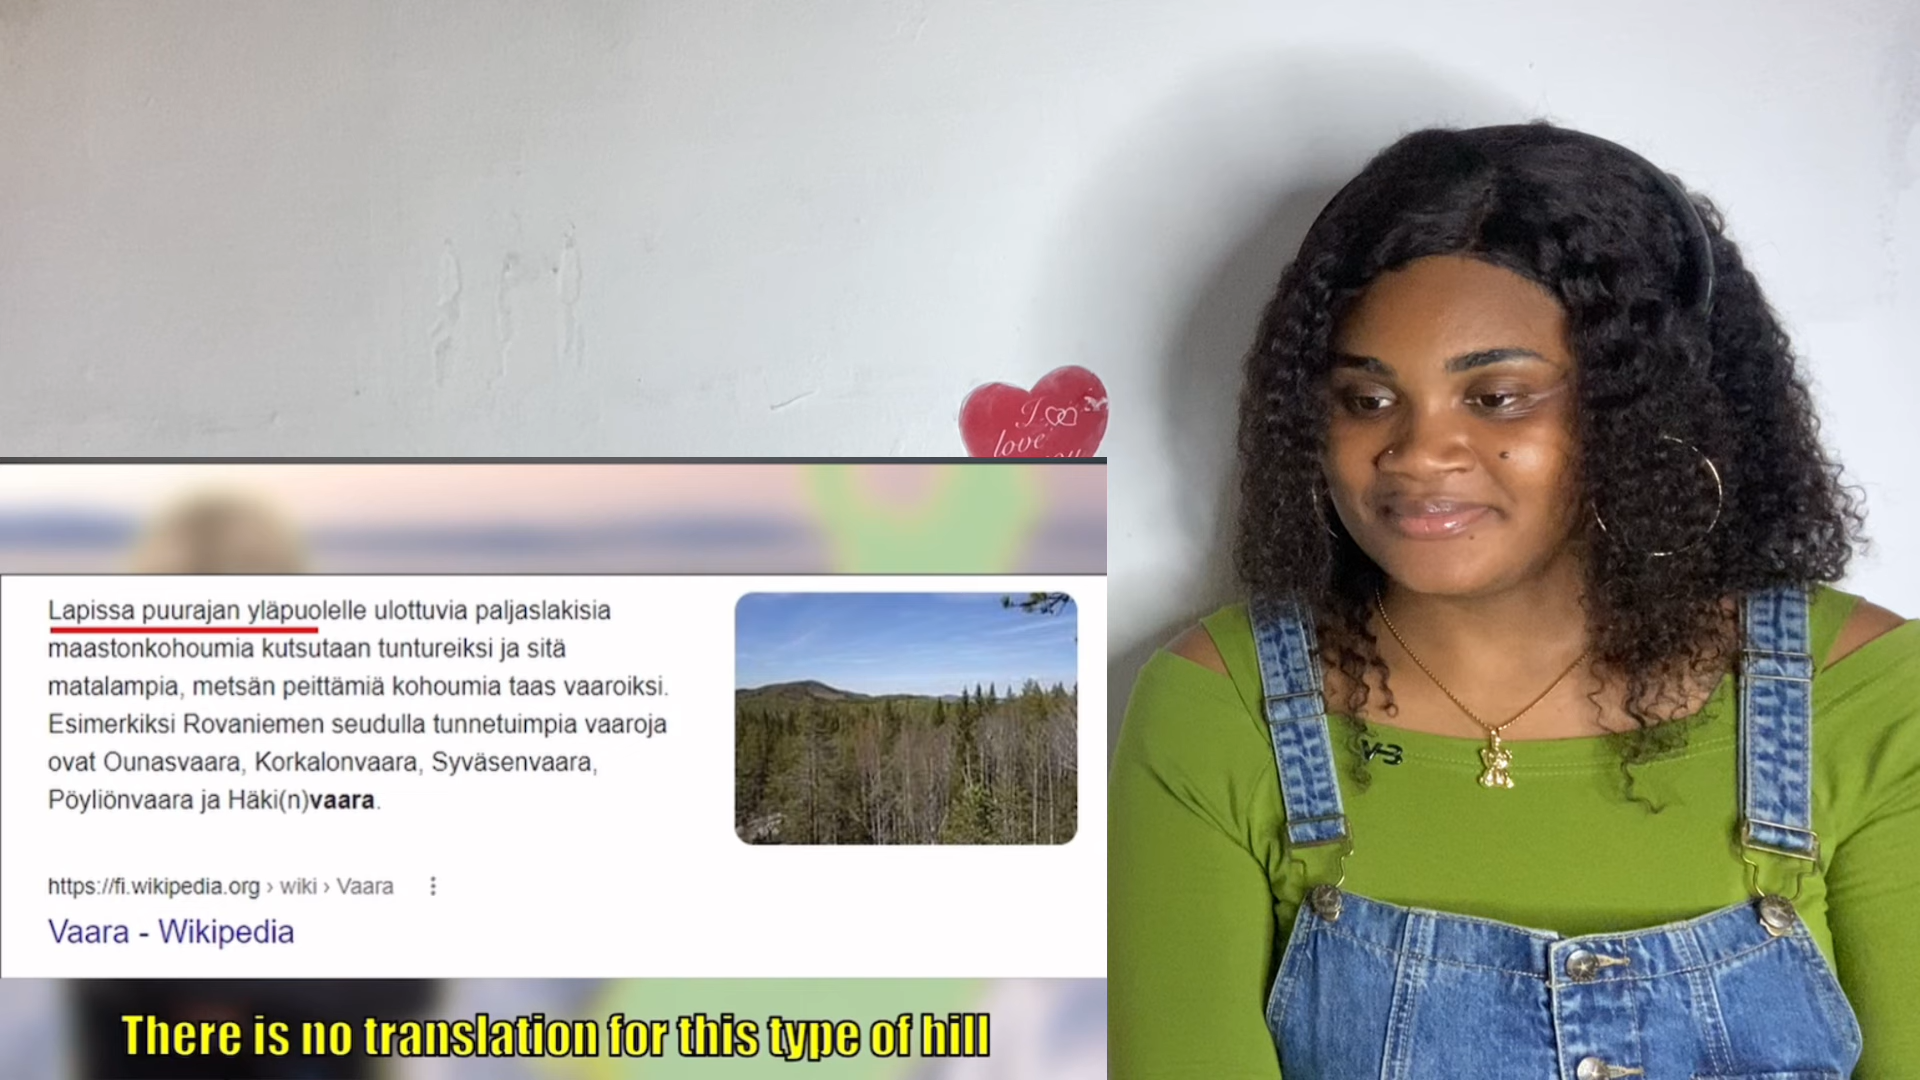 I
love
you
Lapissa puurajan yläpuolelle ulottuvia paljaslakisia
maastonkohoumia kutsutaan tuntureiksi ja sitä
matalampia, metsän peittämiä kohoumia taas vaaroiksi.
Esimerkiksi Rovaniemen seudulla tunnetuimpia vaaroja
ovat Ounasvaara, Korkalonvaara, Syväsenvaara,
Pöyliönvaara ja Häki(n)vaara.
https://fi.wikipedia.org › wiki › Vaara
Vaara - Wikipedia
There is no translation for this type of hill